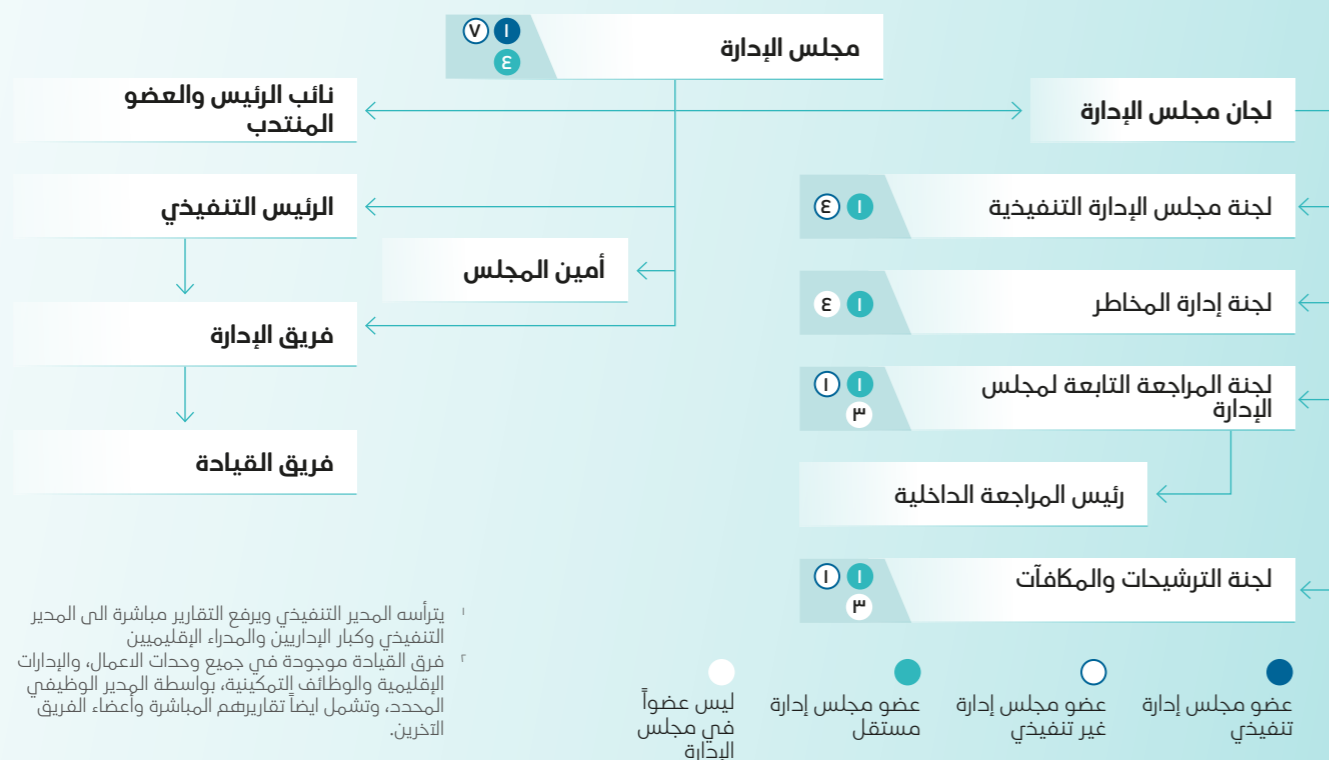 مجلس الإدارة
١ ٧
٤
لجان مجلس الإدارة
نائب الرئيس والعضو
المنتدب
لجنة مجلس الإدارة التنفيذية
١ ٤
الرئيس التنفيذي
أمين المجلس
لجنة إدارة المخاطر
١ ٤
فريق الإدارة
لجنة المراجعة التابعة لمجلس
الإدارة
١ ١
٣
فريق القيادة
رئيس المراجعة الداخلية
لجنة الترشيحات والمكافآت
١ ١
٣
عضو مجلس إدارة
تنفيذي
عضو مجلس إدارة
غير تنفيذي
عضو مجلس إدارة
مستقل
ليس عضواً
في مجلس
الإدارة
١ يترأسه المدير التنفيذي ويرفع التقارير مباشرة الى المدير
التنفيذي وكبار الإداريين والمدراء الإقليميين
٢ فرق القيادة موجودة في جميع وحدات الاعمال، والإدارات
الإقليمية والوظائف التمكينية، بواسطة المدير الوظيفي
المحدد، وتشمل ايضاً تقاريرهم المباشرة وأعضاء الفريق
الآخرين.